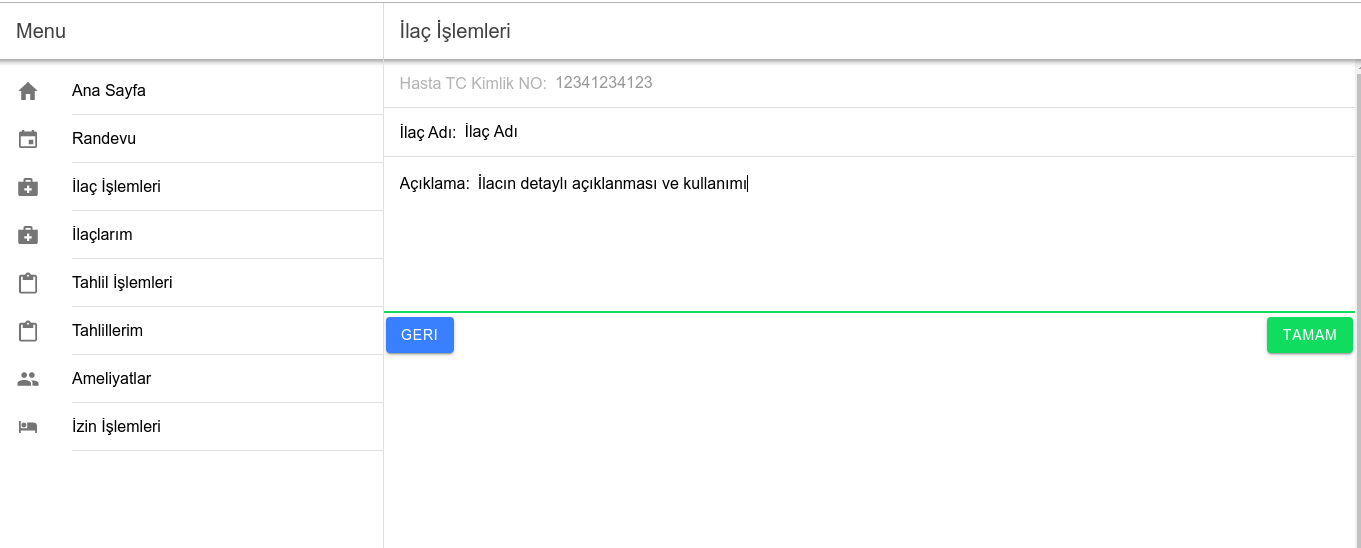 Menu
Ana Sayfa
Randevu
İlaç İşlemleri
İlaçlarım
Tahlil İşlemleri
Tahlillerim
Ameliyatlar
İzin İşlemleri
İlaç İşlemleri
Hasta TC Kimlik NO: 12341234123
İlaç Adı: İlaç Adı
Açıklama: İlacın detaylı açıklanması ve kullanımı
GERI
TAMAM